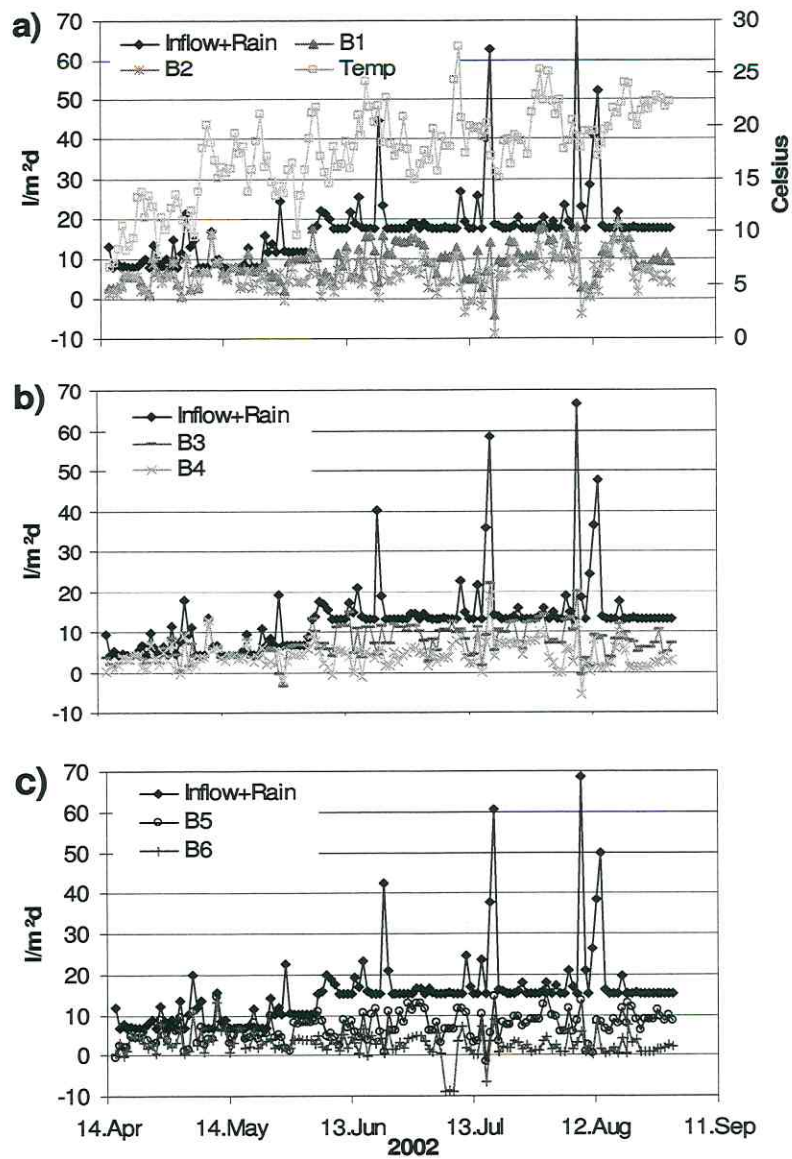 a)
Inflow+Rain B1
B2 Temp
70
60
50
40
30
20
10
0
-10
l/m²d
30
25
20
15
10
5
0
Celsius
b)
Inflow+Rain
B3
B4
70
60
50
40
30
20
10
0
-10
l/m²d
c)
Inflow+Rain
B5
B6
70
60
50
40
30
20
10
0
-10
l/m²d
14.Apr 14.May 13.Jun 13.Jul 12.Aug 11.Sep
2002